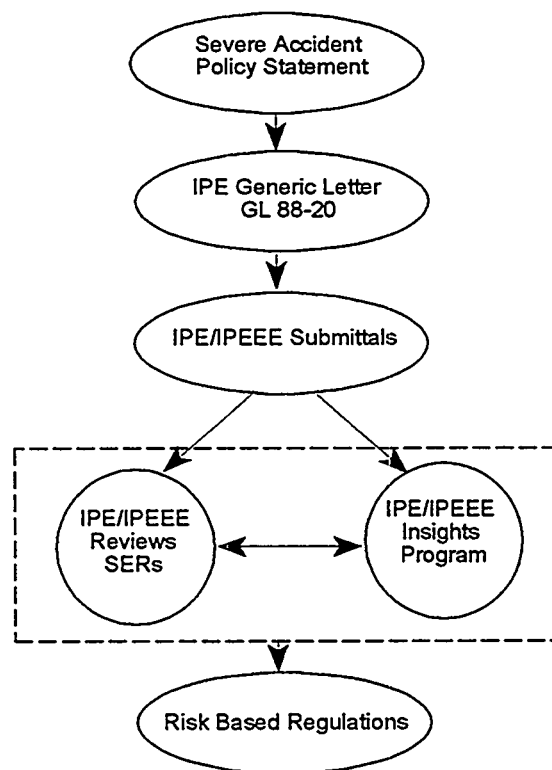 Severe Accident
Policy Statement
IPE Generic Letter
GL 88-20
IPE/IPEEE Submittals
IPE/IPEEE
Reviews
SERs
IPE/IPEEE
Insights
Program
Risk Based Regulations